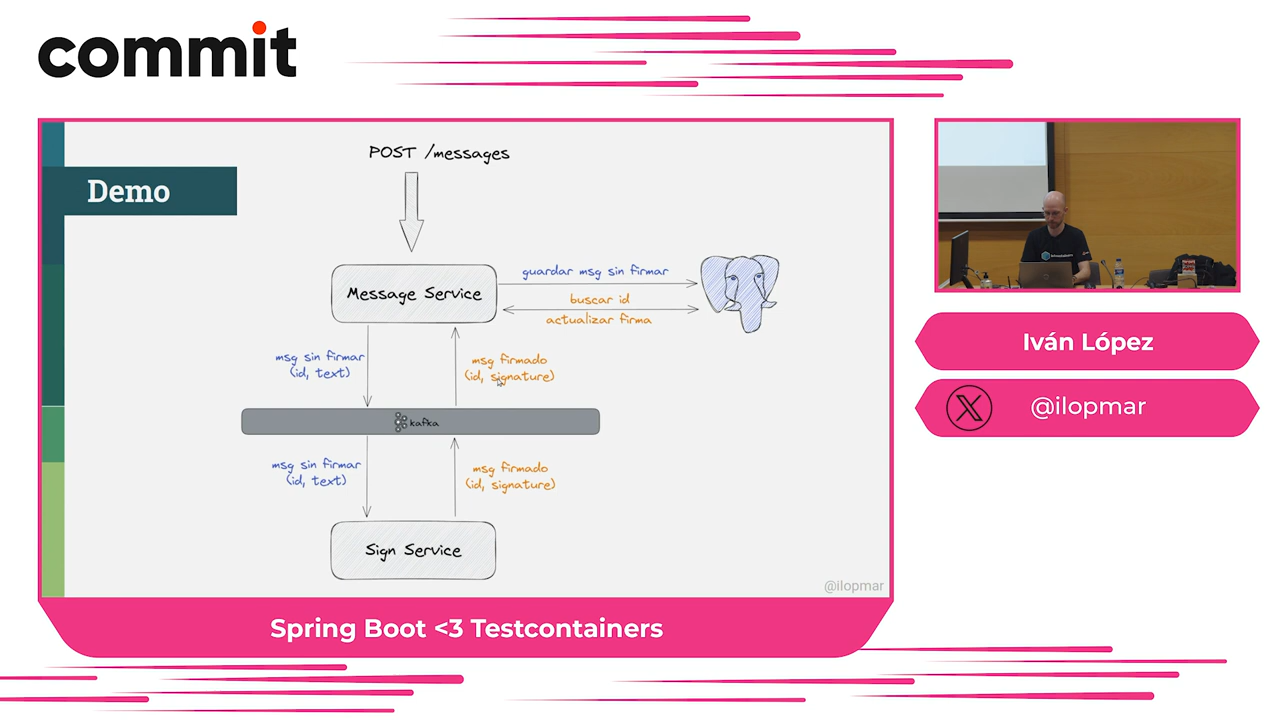 commit
POST /messages
Demo
Message Service
guardar msg sin firmar
buscar id
actualizar firma
msg sin firmar
(id, text)
msg firmado
(id, signature)
kafka
msg sin firmar
(id, text)
msg firmado
(id, signature)
Sign Service
@ilopmar
Spring Boot <3 Testcontainers
Iván López
@ilopmar